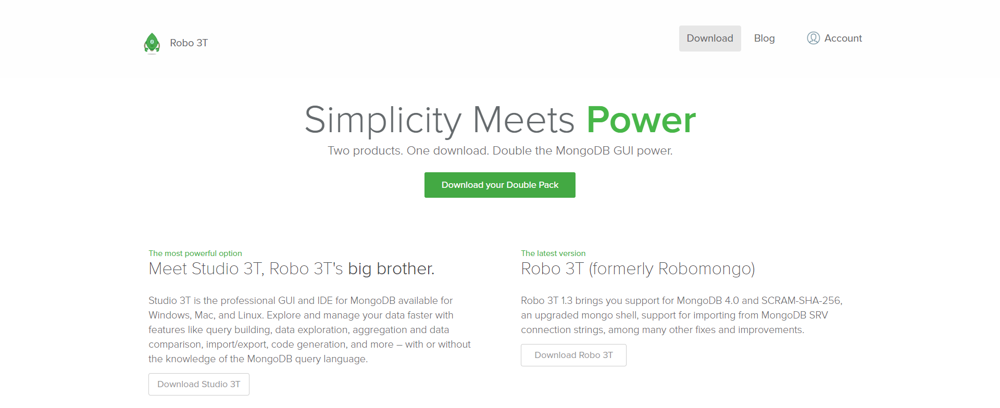 Robo 3T
Download
Blog
Account
Simplicity Meets Power
Two products. One download. Double the MongoDB GUI power.
Download your Double Pack
The most powerful option
Meet Studio 3T, Robo 3T's big brother.
Studio 3T is the professional GUI and IDE for MongoDB available for
Windows, Mac, and Linux. Explore and manage your data faster with
features like query building, data exploration, aggregation and data
comparison, import/export, code generation, and more – with or without
the knowledge of the MongoDB query language.
Download Studio 3T
The latest version
Robo 3T (formerly Robomongo)
Robo 3T 1.3 brings you support for MongoDB 4.0 and SCRAM-SHA-256,
an upgraded mongo shell, support for importing from MongoDB SRV
connection strings, among many other fixes and improvements.
Download Robo 3T